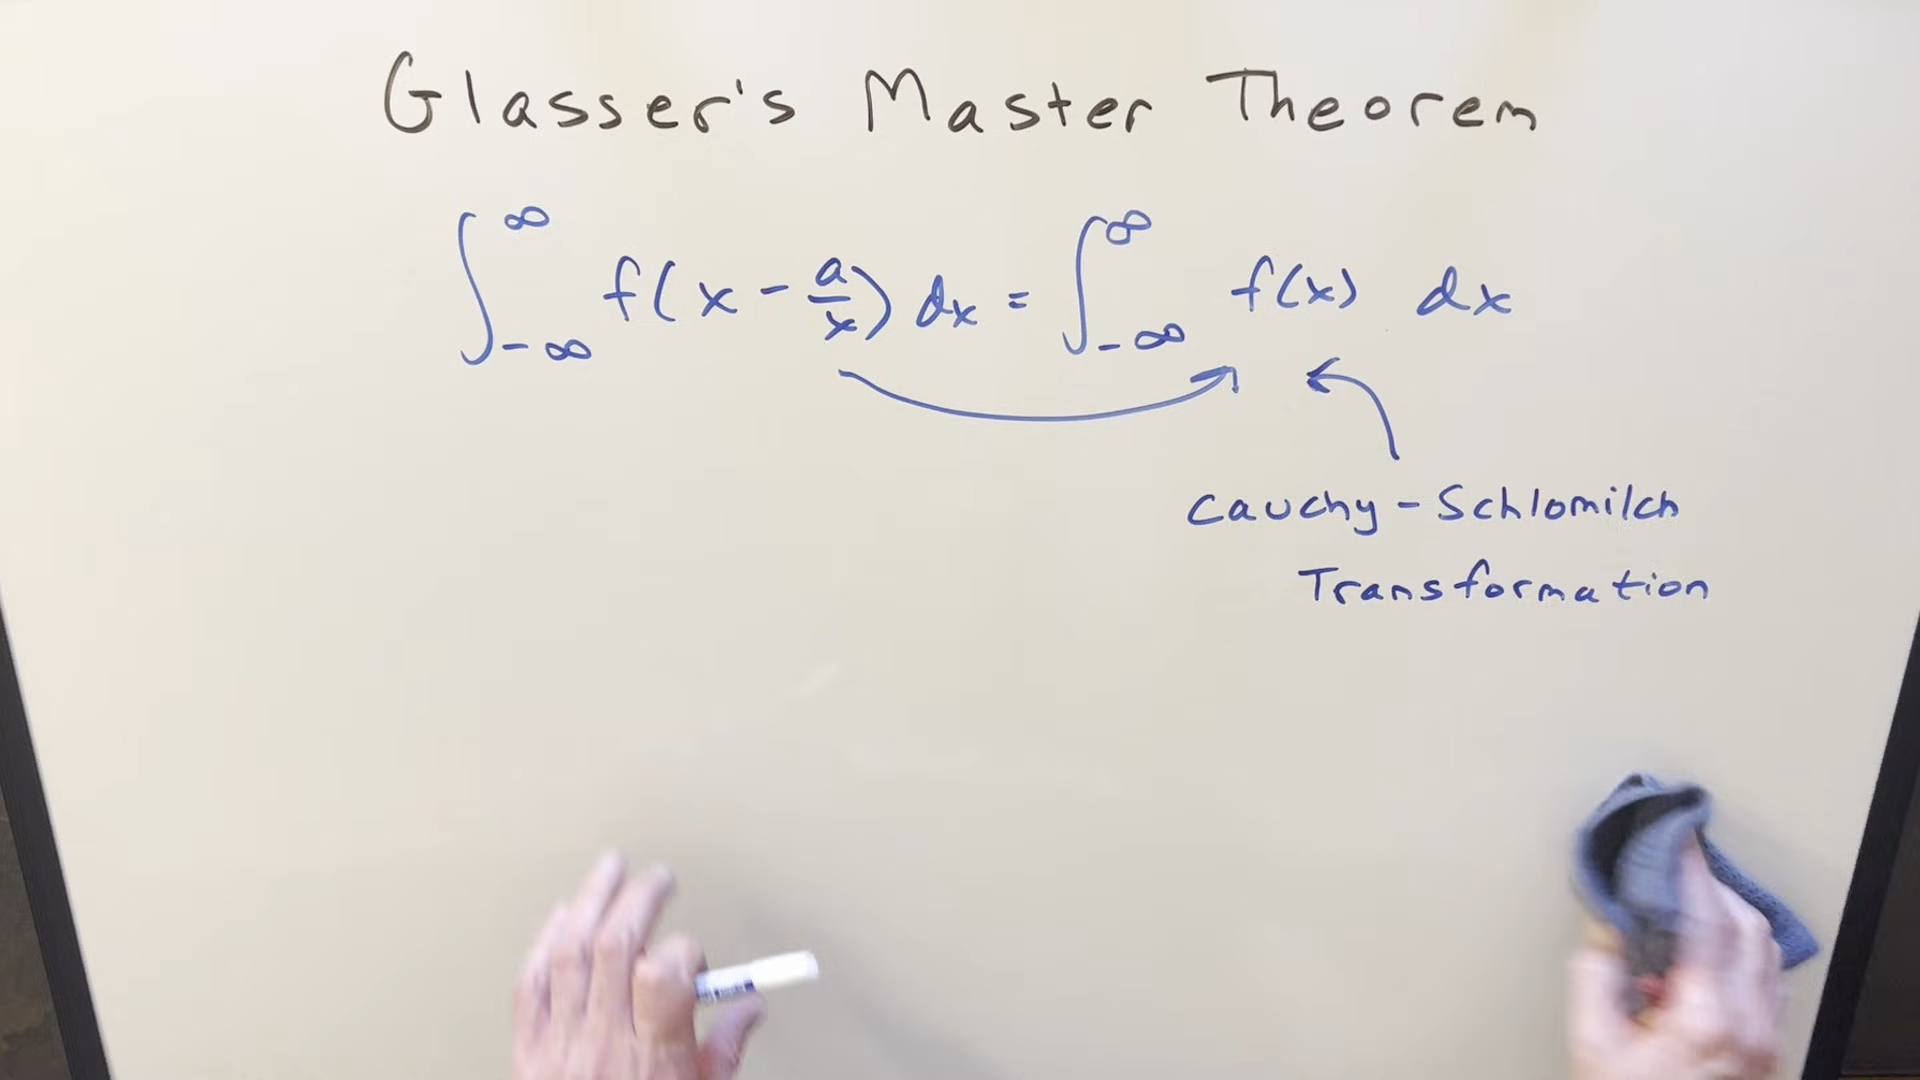 Glasser's Master Theorem
∫_{-∞}^{∞} f(x - a/x) dx = ∫_{-∞}^{∞} f(x) dx
Cauchy - Schlomilch
Transformation